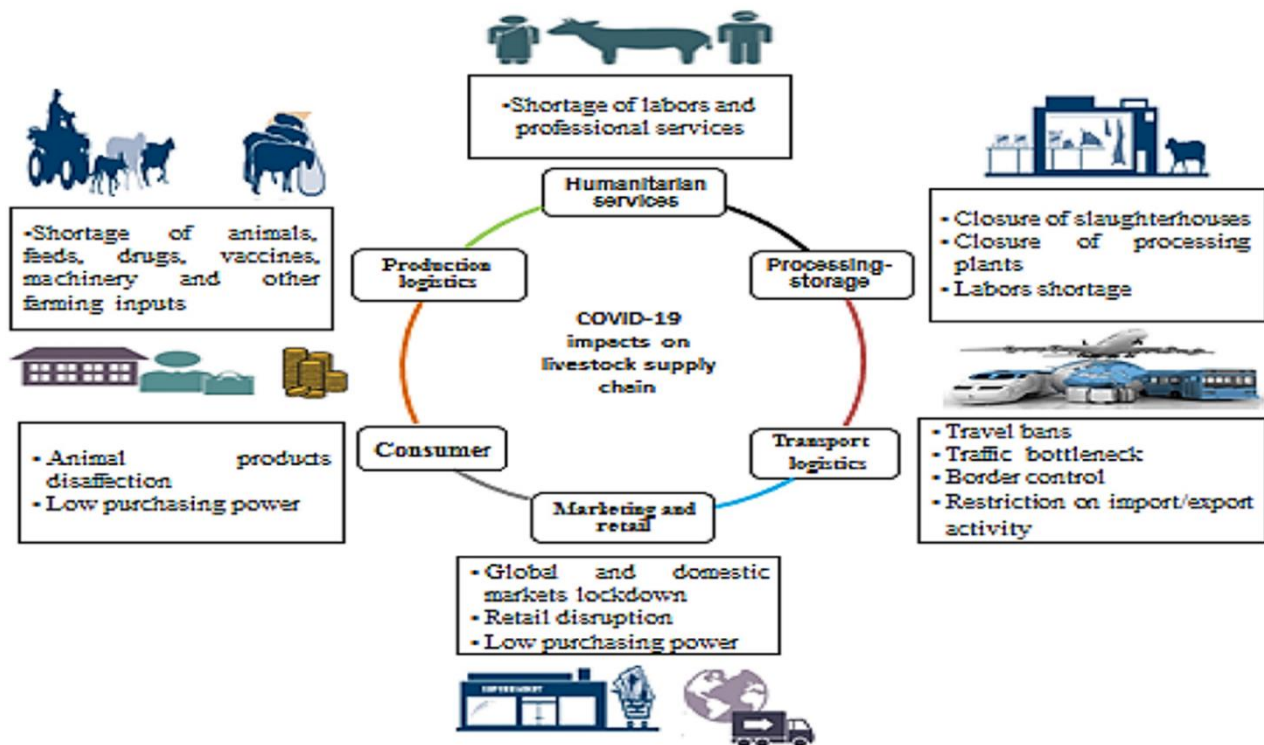 •Shortage of labors and
professional services
Humanitarian
services
•Shortage of animals,
feeds, drugs, vaccines,
machinery and other
farming inputs
Production
logistics
Processing-
storage
• Closure of slaughterhouses
• Closure of processing
plants
• Labors shortage
COVID-19
impacts on
livestock supply
chain
• Animal products
disaffection
• Low purchasing power
Consumer
Transport
logistics
• Travel bans
• Traffic bottleneck
• Border control
• Restriction on import/export
activity
Marketing and
retail
• Global and domestic
markets lockdown
• Retail disruption
• Low purchasing power
SUPERMARKET